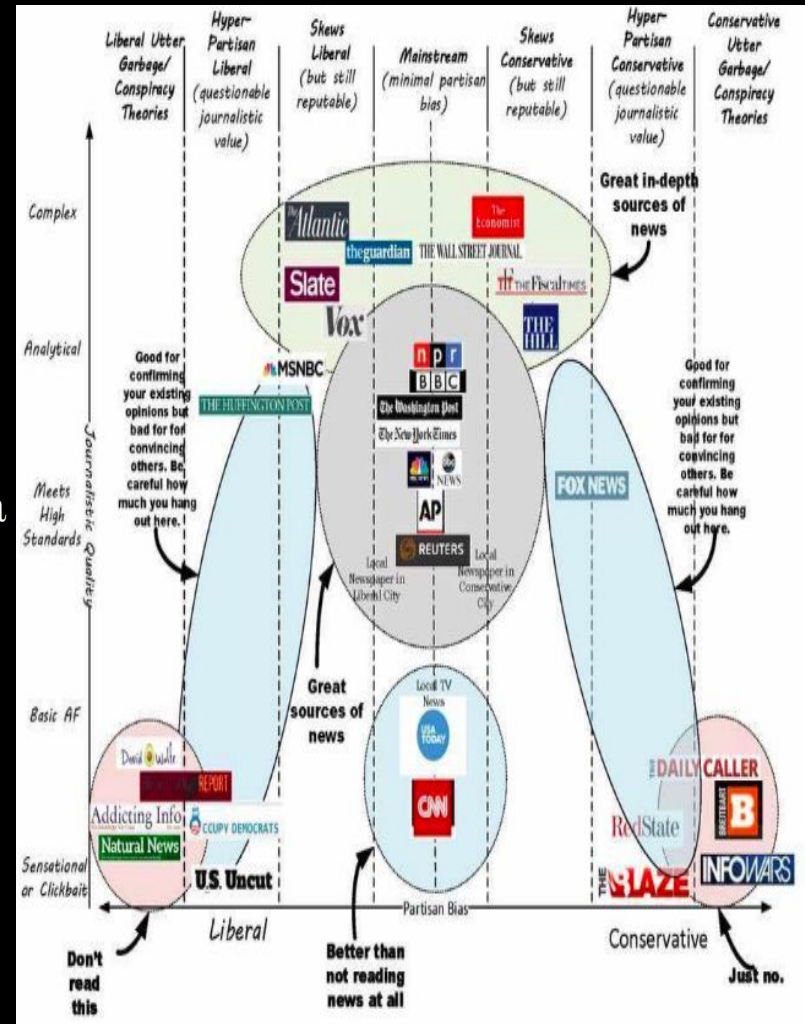 Liberal Utter
Garbage/
Conspiracy
Theories
Hyper-
Partisan
Liberal
(questionable
journalistic
value)
Skews
Liberal
(but still
reputable)
Mainstream
(minimal partisan
bias)
Skews
Conservative
(but still
reputable)
Hyper-
Partisan
Conservative
(questionable
journalistic
value)
Conservative
Utter
Garbage/
Conspiracy
Theories
Complex
Analytical
Meets
High
Standards
Basic AF
Sensational
or Clickbait
Journalistic Quality
Great in-depth
sources of
news
The Atlantic
The
Economist
theguardian
THE WALL STREET JOURNAL.
Slate
THE FISCAL TIMES
Vox
THE
HILL
MSNBC
THE HUFFINGTON POST
npr
BBC
The Washington Post
The New York Times
NEWS
AP
REUTERS
Local
Newspaper in
Liberal City
Local
Newspaper in
Conservative
City
FOX NEWS
Good for
confirming
your existing
opinions but
bad for for
convincing
others. Be
careful how
much you hang
out here.
Good for
confirming
your existing
opinions but
bad for for
convincing
others. Be
careful how
much you hang
out here.
Great
sources of
news
Local TV
News
USA
TODAY
CNN
David Wolfe
REPORT
Addicting Info
OCCUPY DEMOCRATS
Natural News
U.S. Uncut
THE DAILY CALLER
RedState
BREITBART
B
THE BLAZE
INFOWARS
Partisan Bias
Liberal
Conservative
Don't
read
this
Better than
not reading
news at all
Just no.